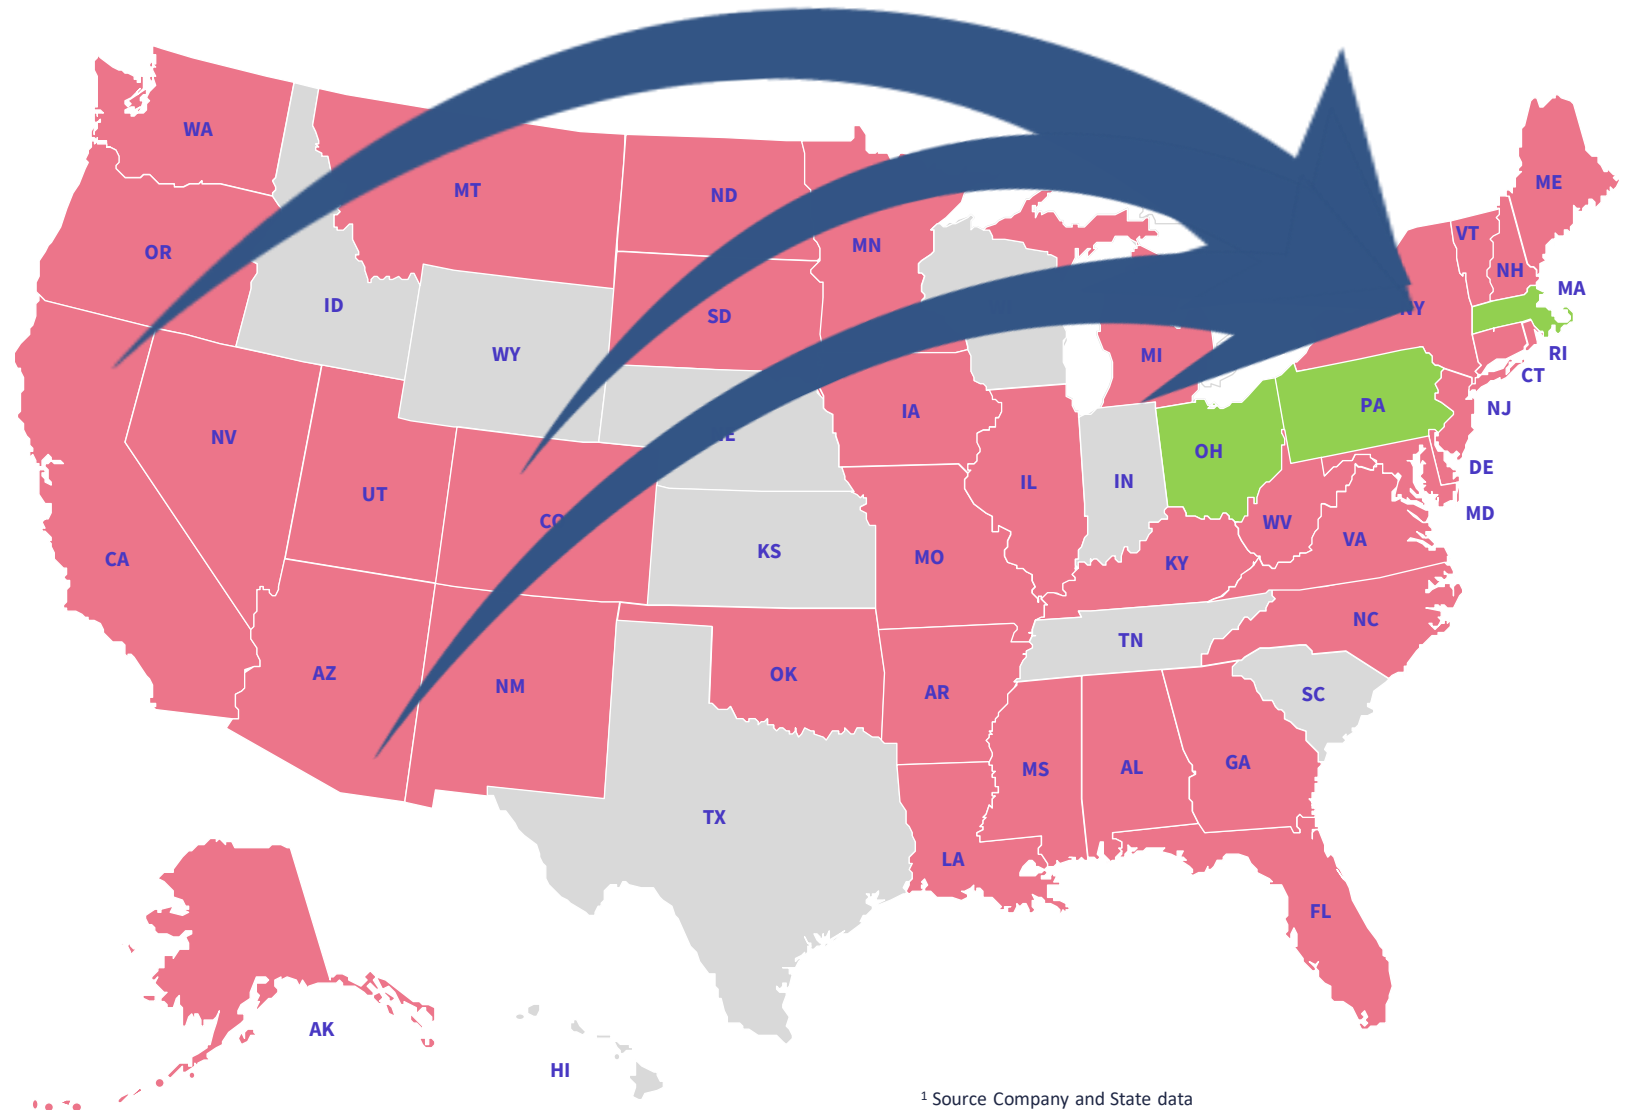 WA
MT
ND
ME
OR
MN
VT
NH
ID
MA
SD
NY
WY
MI
RI
CT
IA
PA
NJ
NV
OH
DE
UT
IL
IN
MD
CO
WV
VA
CA
KS
MO
KY
NC
TN
AZ
OK
NM
AR
SC
MS
AL
GA
TX
LA
FL
AK
HI
¹ Source Company and State data